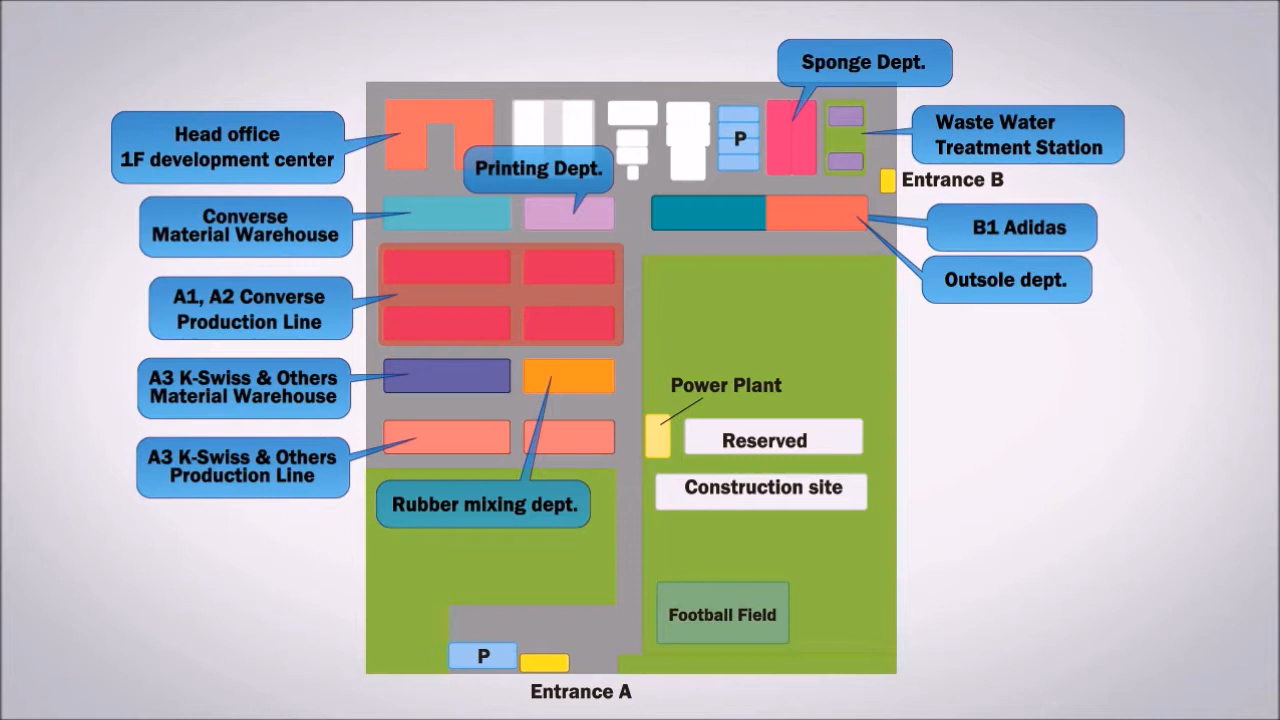 Sponge Dept.
Head office
1F development center
P
Waste Water
Treatment Station
Printing Dept.
Entrance B
Converse
Material Warehouse
B1 Adidas
Outsole dept.
A1, A2 Converse
Production Line
A3 K-Swiss & Others
Material Warehouse
Power Plant
Reserved
A3 K-Swiss & Others
Production Line
Construction site
Rubber mixing dept.
Football Field
P
Entrance A